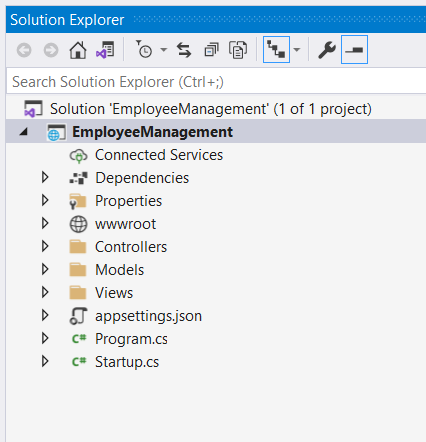 Solution Explorer
Search Solution Explorer (Ctrl+;)
Solution 'EmployeeManagement' (1 of 1 project)
EmployeeManagement
Connected Services
Dependencies
Properties
wwwroot
Controllers
Models
Views
appsettings.json
C# Program.cs
C# Startup.cs